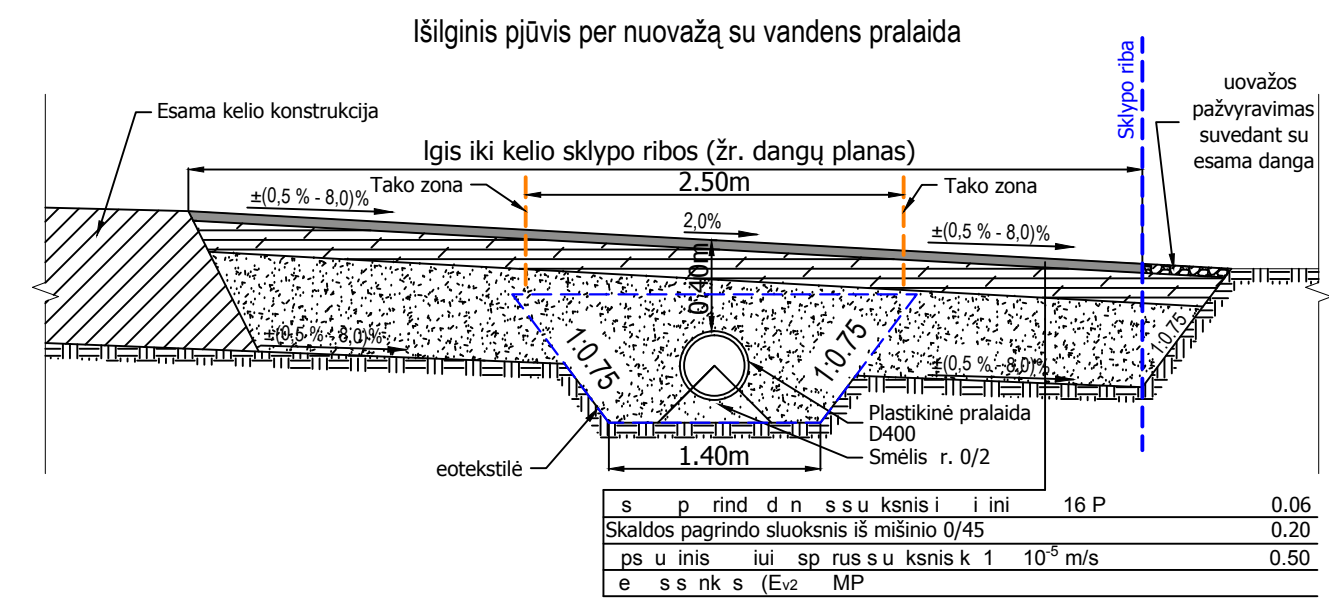 Išilginis pjūvis per nuovažą su vandens pralaida
Sklypo riba
uovažos
pažvyravimas
suvedant su
esama danga
Esama kelio konstrukcija
lgis iki kelio sklypo ribos (žr. dangų planas)
Tako zona
2.50m
Tako zona
±(0,5 % - 8,0)%
2,0%
±(0,5 % - 8,0)%
0.40m
1:0.75
1:0.75
1:0.75
±(0,5 % - 8,0)%
±(0,5 % - 8,0)%
Plastikinė pralaida
D400
Smėlis r. 0/2
eotekstilė
1.40m
16 P 0.06
Skaldos pagrindo sluoksnis iš mišinio 0/45 0.20
10⁻⁵ m/s 0.50
(Ev2 MP